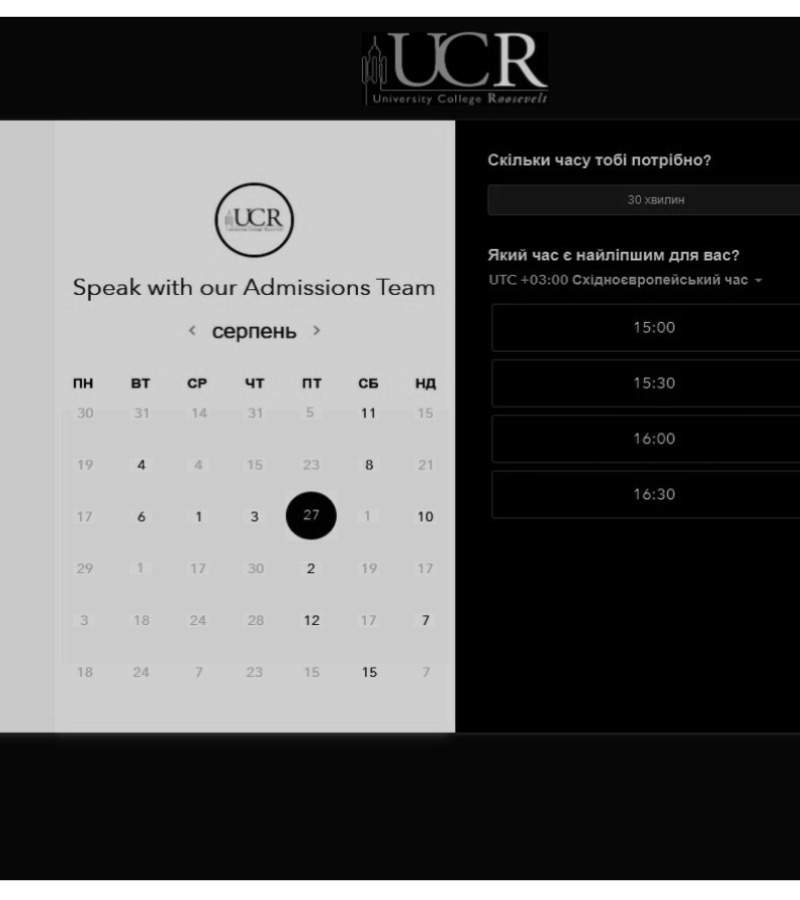 UCR
University College Roosevelt
UCR
University College Roosevelt
Speak with our Admissions Team
< серпень >
ПН ВТ СР ЧТ ПТ СБ НД
30 31 14 31 5 11 15
19 4 4 15 23 8 21
17 6 1 3 27 1 10
29 1 17 30 2 19 17
3 18 24 28 12 17 7
18 24 7 23 15 15 7
Скільки часу тобі потрібно?
30 хвилин
Який час є найліпшим для вас?
UTC +03:00 Східноєвропейський час
15:00
15:30
16:00
16:30